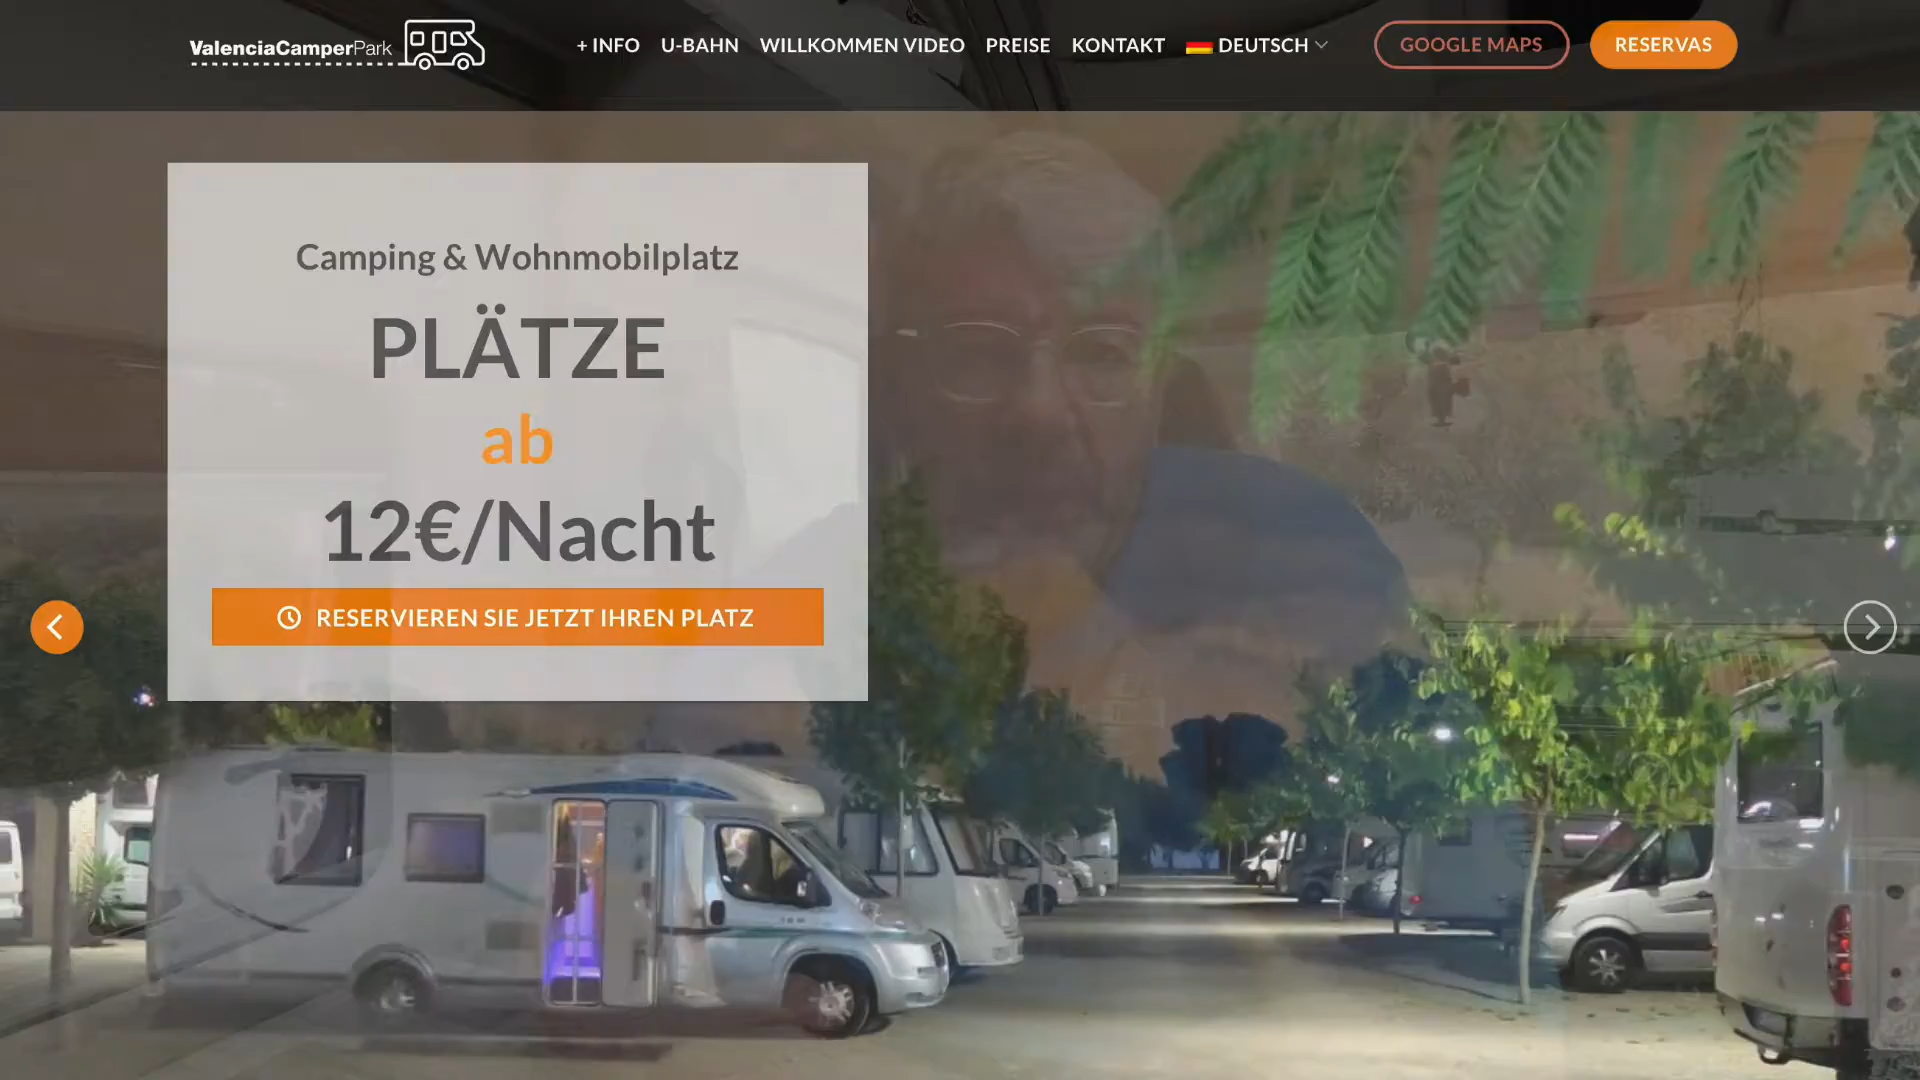 ValenciaCamperPark
+ INFO
U-BAHN
WILLKOMMEN VIDEO
PREISE
KONTAKT
DEUTSCH
GOOGLE MAPS
RESERVAS
Camping & Wohnmobilplatz
PLÄTZE
ab
12€/Nacht
RESERVIEREN SIE JETZT IHREN PLATZ